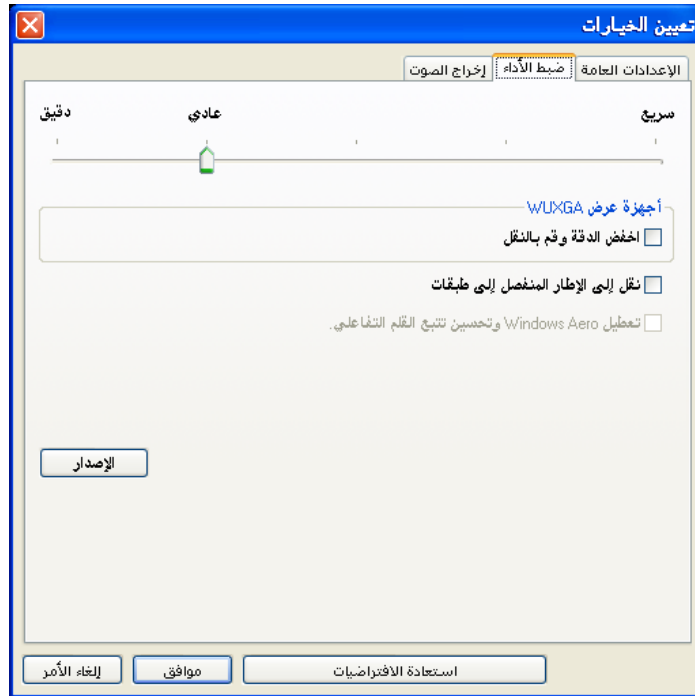 تعيين الخيارات
الإعدادات العامة ضبط الأداء إخراج الصوت
سريع عادي دقيق
أجهزة عرض WUXGA
اخفض الدقة وقم بالنقل
نقل إلى الإطار المنفصل إلى طبقات
تعطيل Windows Aero وتحسين تتبع القلم التفاعلي.
الإصدار
استعادة الافتراضيات موافق إلغاء الأمر